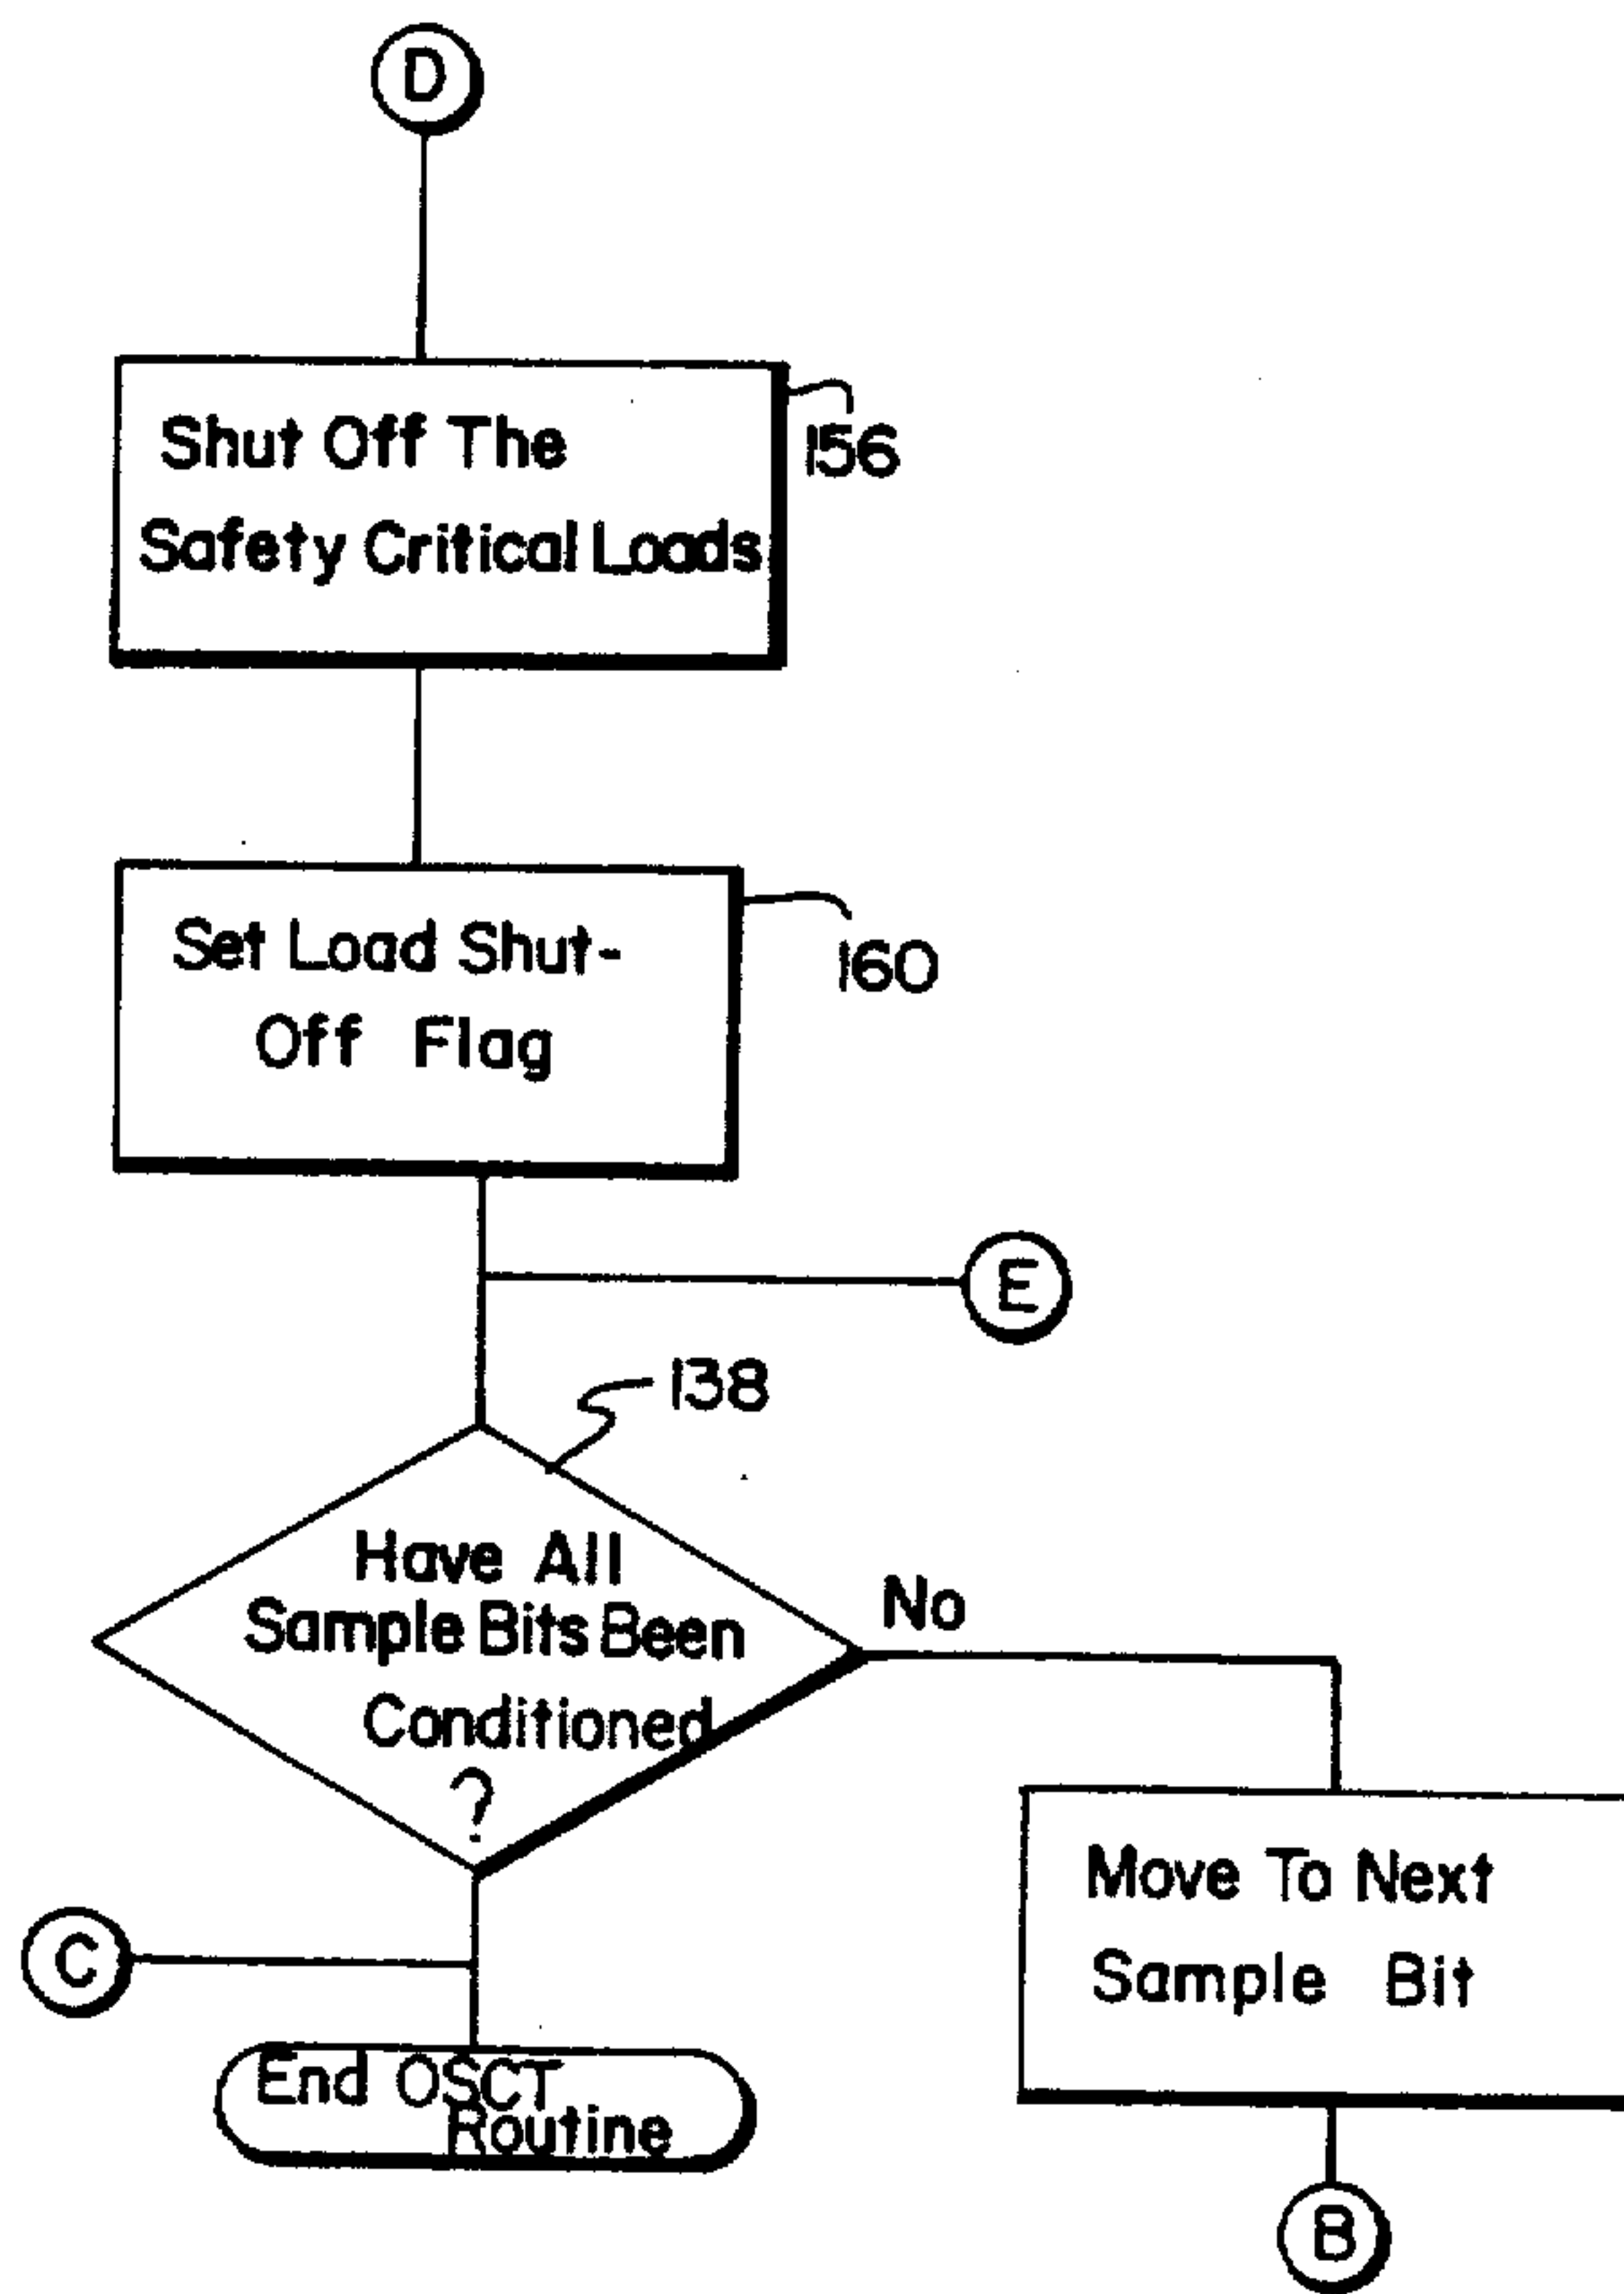 D
Shut Off The
Safety Critical Loads
156
Set Load Shut-
Off Flag
160
E
138
Have All
Sample Bits Been
Conditioned
?
No
Move To Next
Sample Bit
C
End OSCT
Routine
B